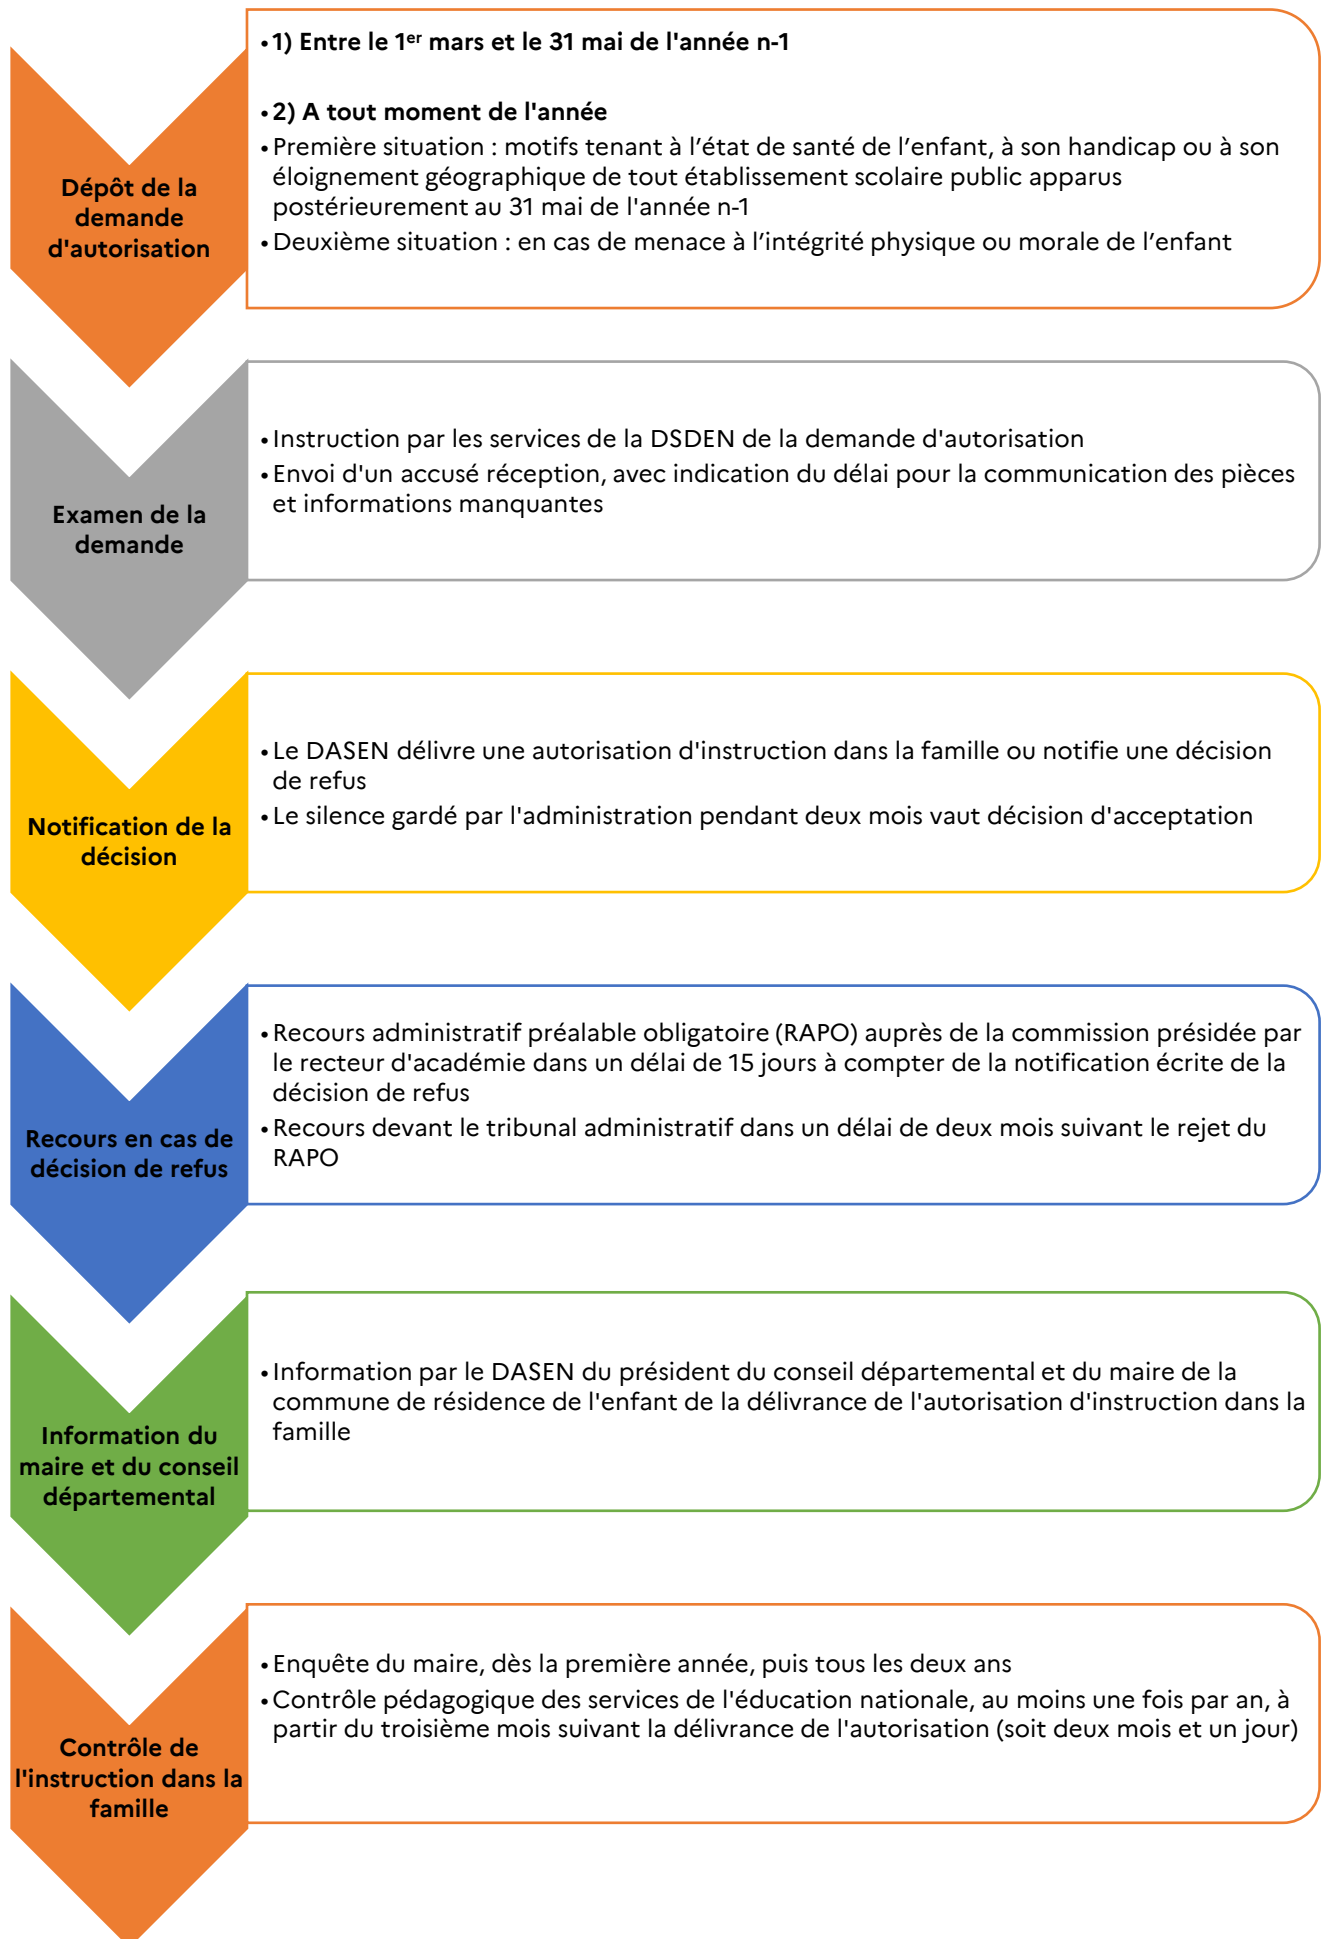 Dépôt de la
demande
d'autorisation
•1) Entre le 1er mars et le 31 mai de l'année n-1
•2) A tout moment de l'année
•Première situation : motifs tenant à l’état de santé de l’enfant, à son handicap ou à son
éloignement géographique de tout établissement scolaire public apparus
postérieurement au 31 mai de l'année n-1
•Deuxième situation : en cas de menace à l’intégrité physique ou morale de l’enfant
Examen de la
demande
•Instruction par les services de la DSDEN de la demande d'autorisation
•Envoi d'un accusé réception, avec indication du délai pour la communication des pièces
et informations manquantes
Notification de la
décision
•Le DASEN délivre une autorisation d'instruction dans la famille ou notifie une décision
de refus
•Le silence gardé par l'administration pendant deux mois vaut décision d'acceptation
Recours en cas de
décision de refus
•Recours administratif préalable obligatoire (RAPO) auprès de la commission présidée par
le recteur d'académie dans un délai de 15 jours à compter de la notification écrite de la
décision de refus
•Recours devant le tribunal administratif dans un délai de deux mois suivant le rejet du
RAPO
Information du
maire et du conseil
départemental
•Information par le DASEN du président du conseil départemental et du maire de la
commune de résidence de l'enfant de la délivrance de l'autorisation d'instruction dans la
famille
Contrôle de
l'instruction dans la
famille
•Enquête du maire, dès la première année, puis tous les deux ans
•Contrôle pédagogique des services de l'éducation nationale, au moins une fois par an, à
partir du troisième mois suivant la délivrance de l'autorisation (soit deux mois et un jour)